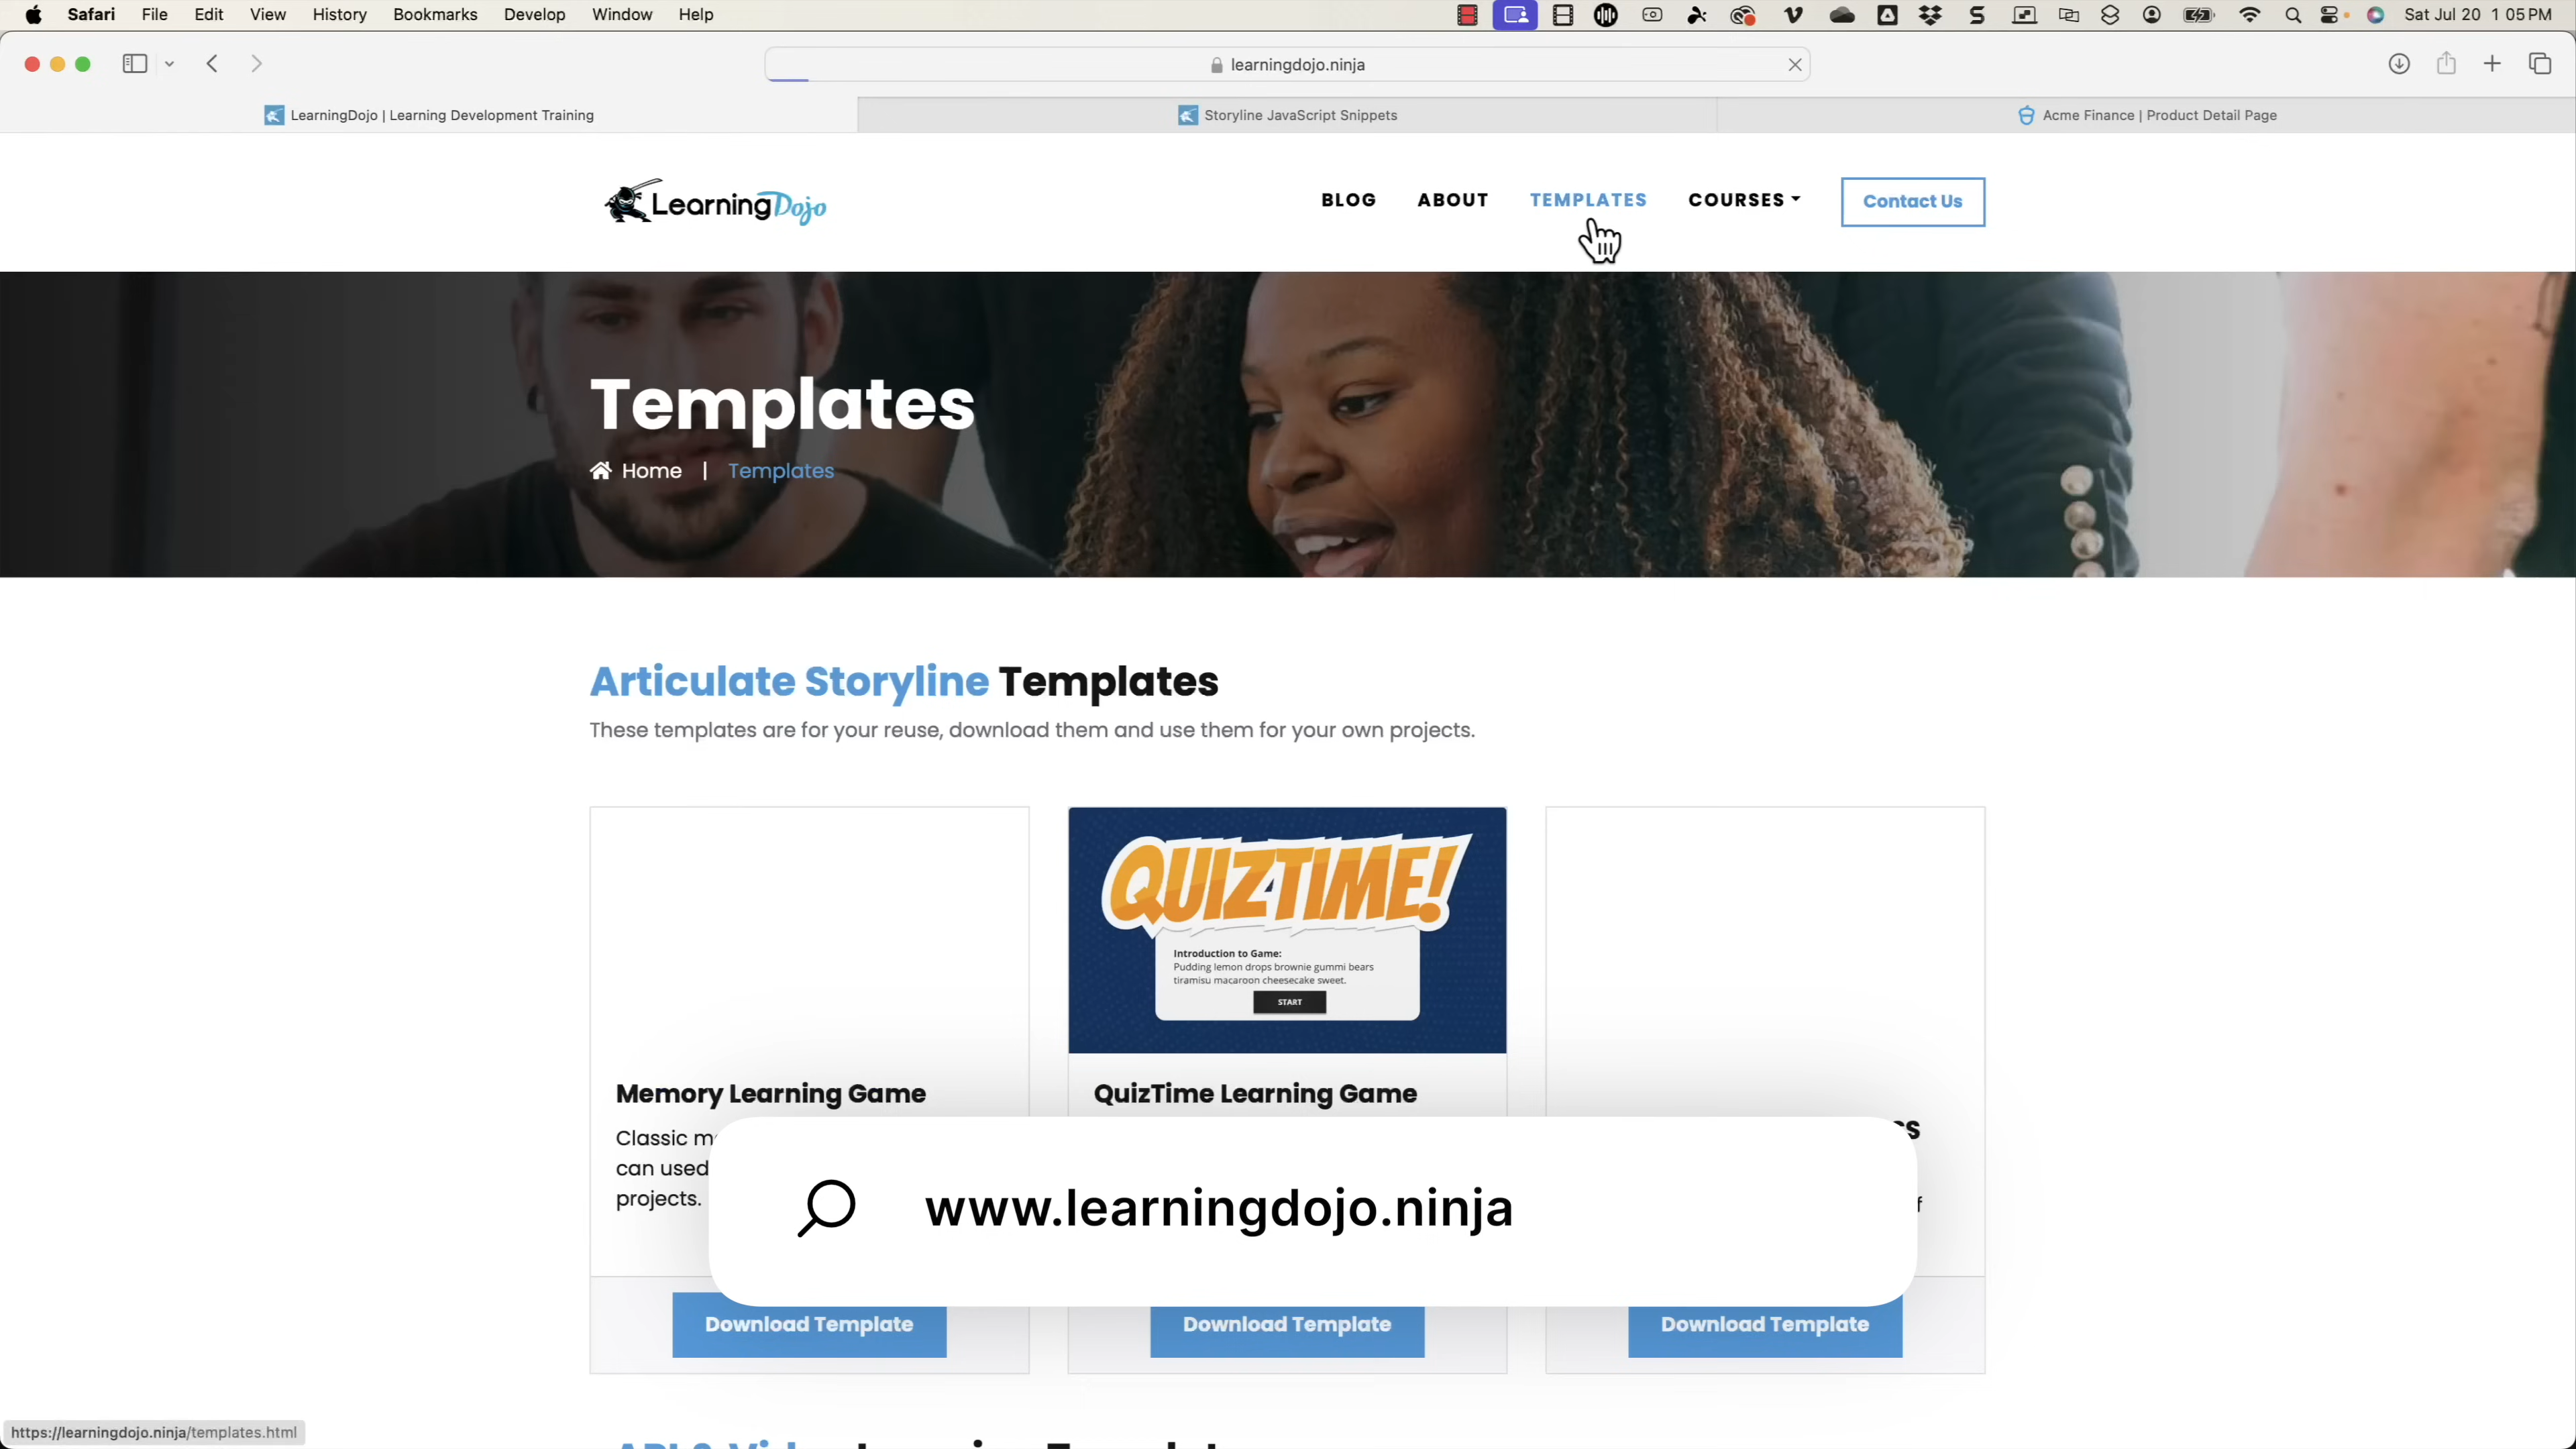 Safari File Edit View History Bookmarks Develop Window Help Sat Jul 20 1 05 PM
learningdojo.ninja
LearningDojo | Learning Development Training
Storyline JavaScript Snippets
Acme Finance | Product Detail Page
LearningDojo
BLOG ABOUT TEMPLATES COURSES Contact Us
Templates
Home | Templates
Articulate Storyline Templates
These templates are for your reuse, download them and use them for your own projects.
QUIZTIME!
Introduction to Game:
Pudding lemon drops brownie gummi bears
tiramisu macaroon cheesecake sweet.
START
Memory Learning Game
QuizTime Learning Game
Classic
can used
projects.
www.learningdojo.ninja
Download Template
Download Template
Download Template
https://learningdojo.ninja/templates.html